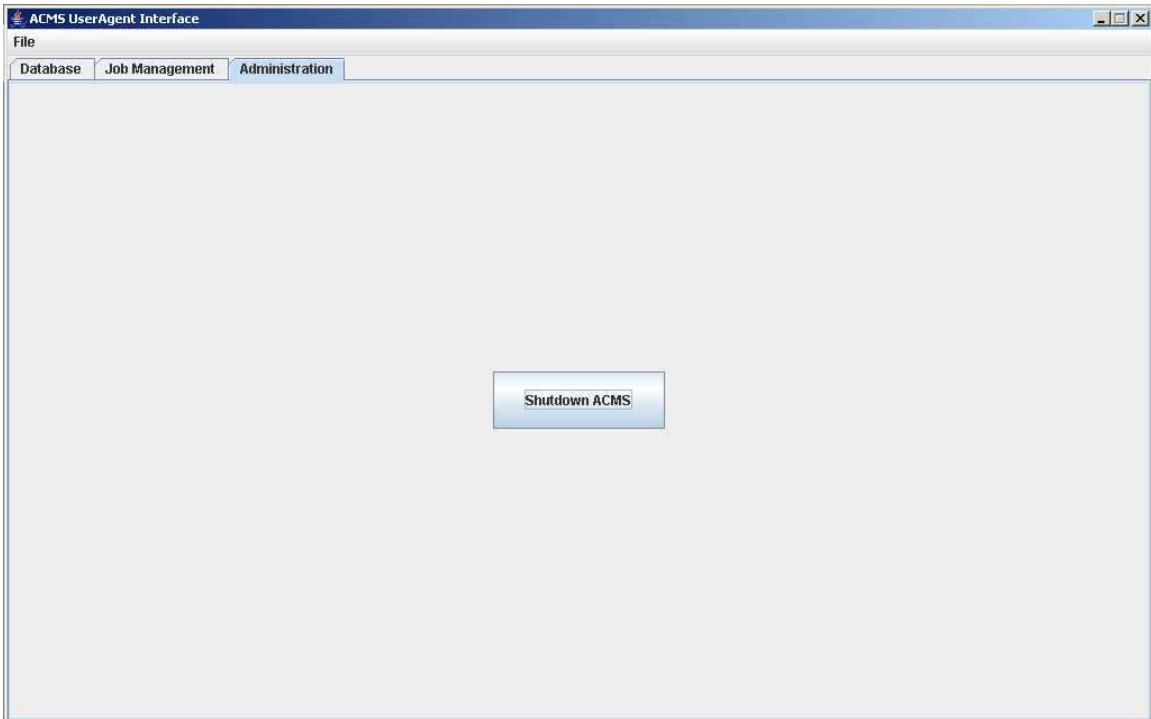 ACMS UserAgent Interface
File
Database Job Management Administration
Shutdown ACMS